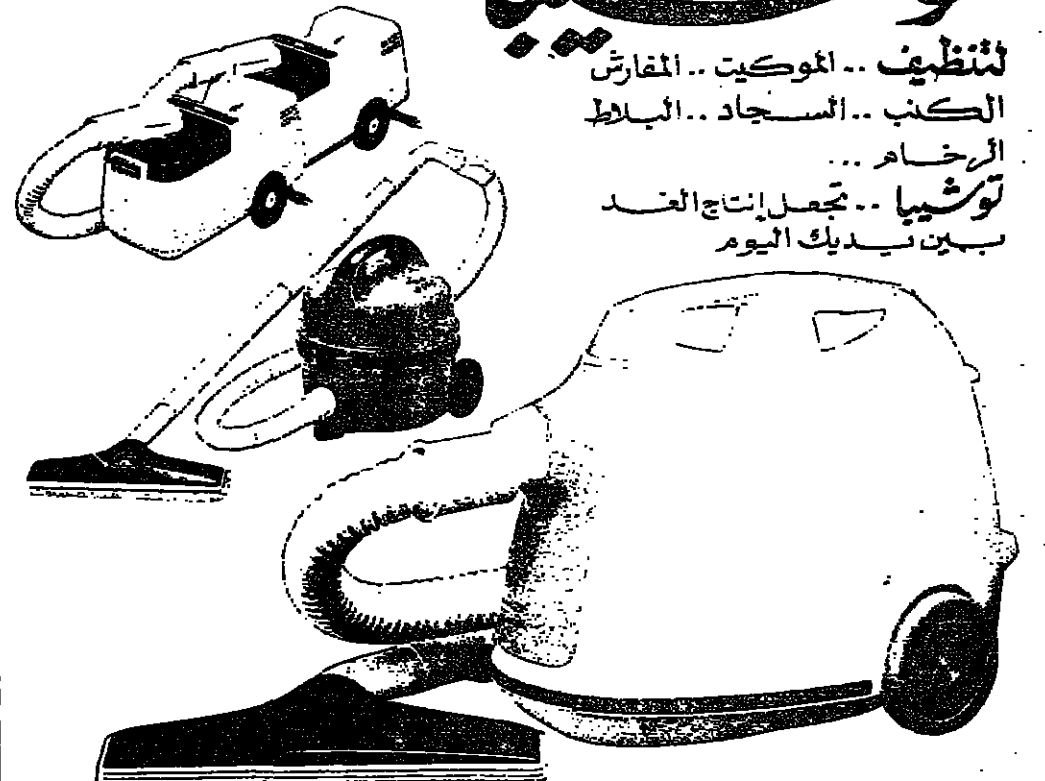 لتنظيف .. الموكيت .. المفارش
الكنب .. السجاد .. البلاط
الرخام ...
توشيبا .. تجعل إنتاج الغد
بين يديك اليوم